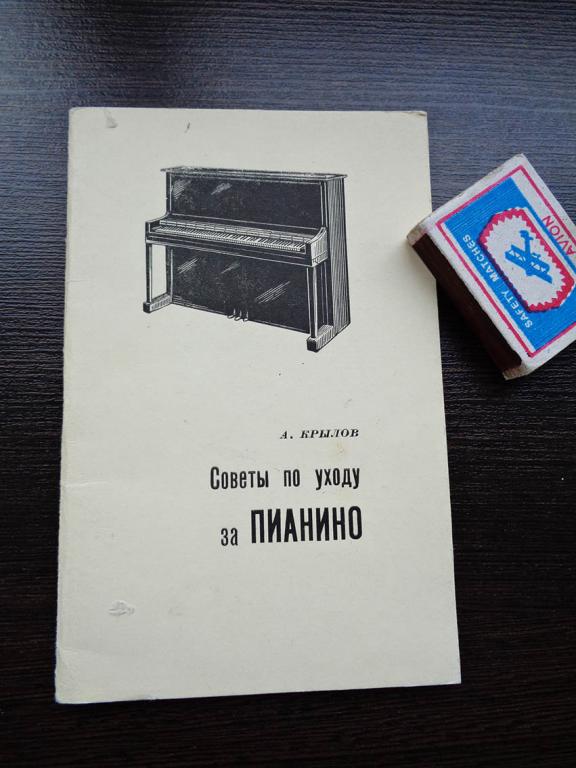 А. КРЫЛОВ
Советы по уходу
за ПИАНИНО
SAFETY MATCHES
AVION